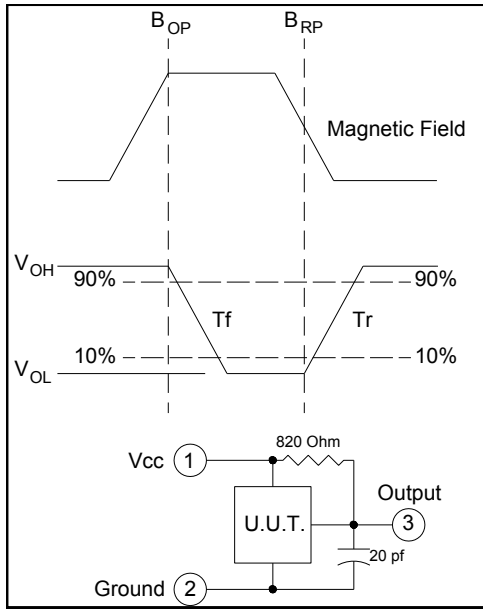 B_OP B_RP
Magnetic Field
V_OH
90% 90%
Tf Tr
10% 10%
V_OL
820 Ohm
Vcc 1
Output
U.U.T. 3
20 pf
Ground 2